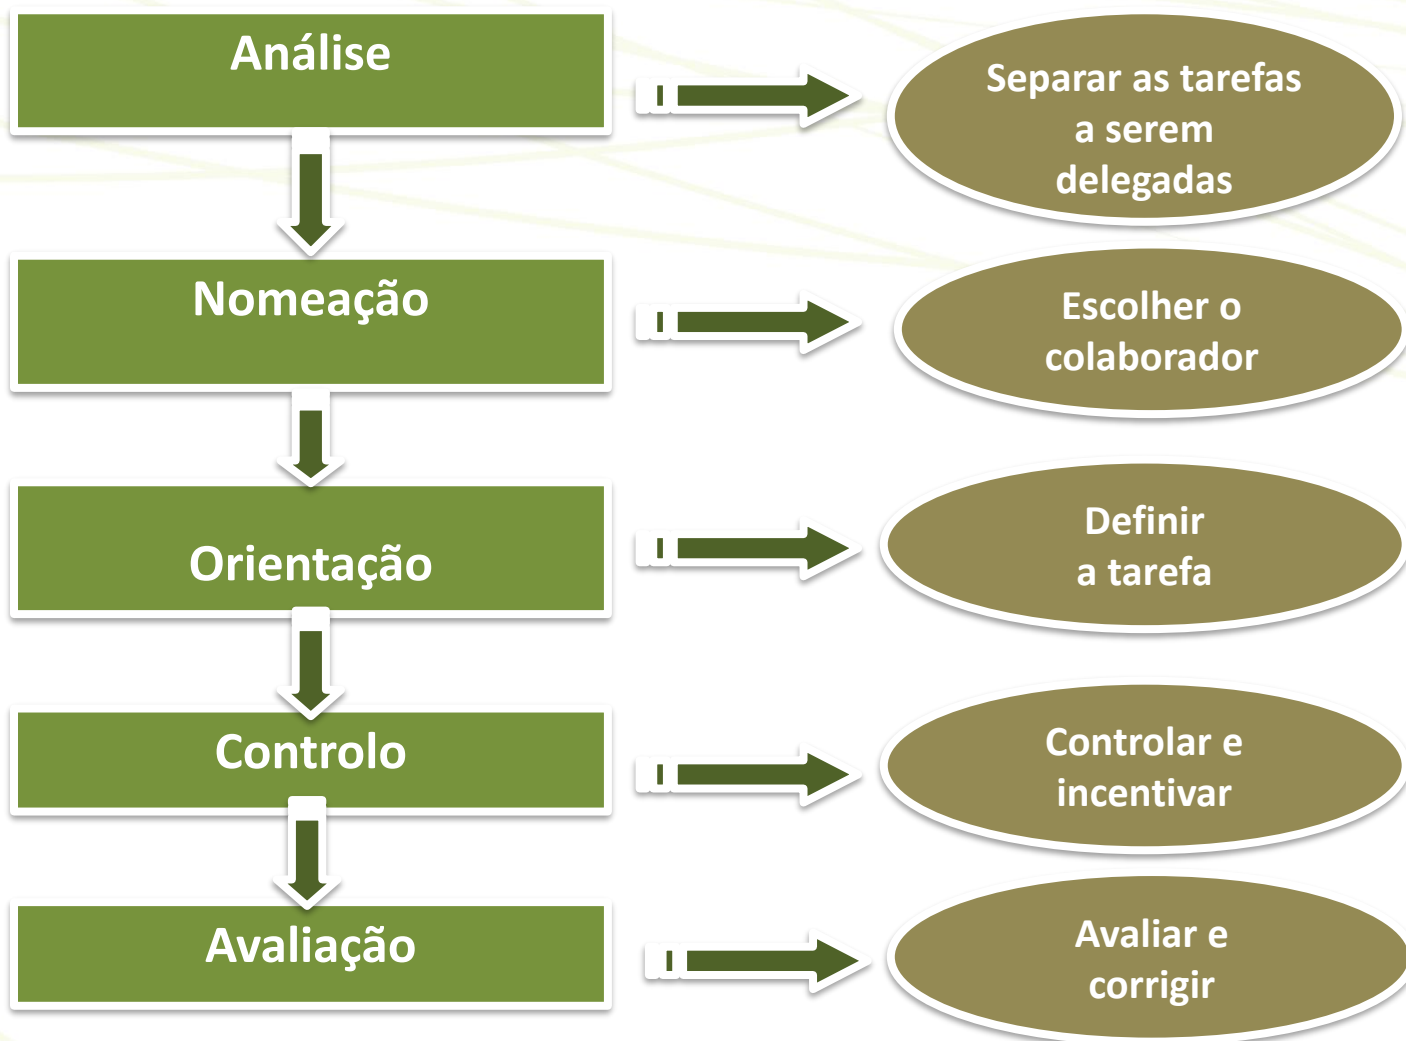 Análise
Separar as tarefas
a serem
delegadas
Nomeação
Escolher o
colaborador
Orientação
Definir
a tarefa
Controlo
Controlar e
incentivar
Avaliação
Avaliar e
corrigir